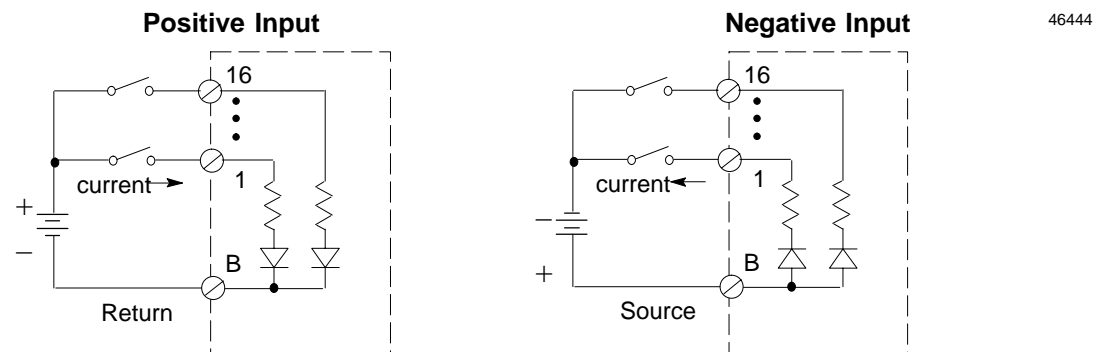 Positive Input
Negative Input
46444
16
1
current
+
–
B
Return
16
1
current
–
+
B
Source